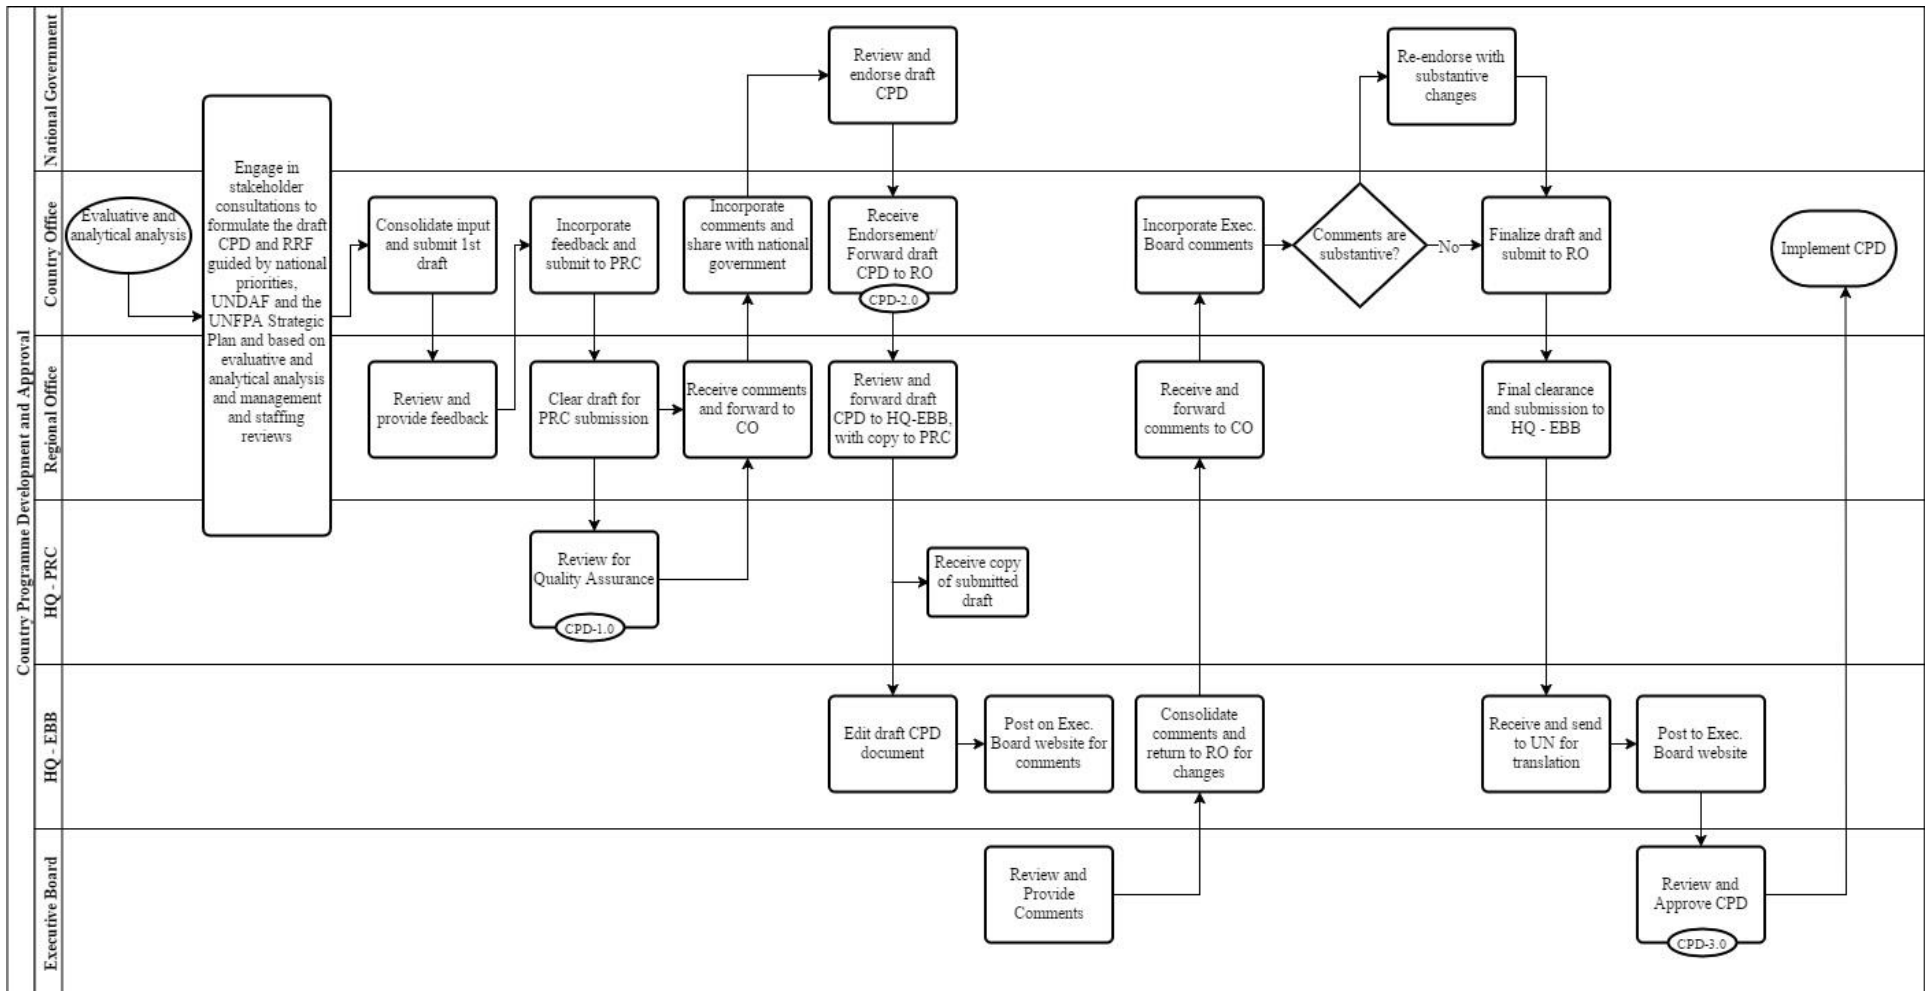 Country Programme Development and Approval
National Government
Review and
endorse draft
CPD
Re-endorse with
substantive
changes
Country Office
Evaluative and
analytical analysis
Engage in
stakeholder
consultations to
formulate the draft
CPD and RRF
guided by national
priorities,
UNDAF and the
UNFPA Strategic
Plan and based on
evaluative and
analytical analysis
and management
and staffing
reviews
Consolidate input
and submit 1st
draft
Incorporate
feedback and
submit to PRC
Incorporate
comments and
share with national
government
Receive
Endorsement/
Forward draft
CPD to RO
CPD-2.0
Incorporate Exec.
Board comments
Comments are
substantive?
No
Finalize draft and
submit to RO
Implement CPD
Regional Office
Review and
provide feedback
Clear draft for
PRC submission
Receive comments
and forward to
CO
Review and
forward draft
CPD to HQ-EBB,
with copy to PRC
Receive and
forward
comments to CO
Final clearance
and submission to
HQ - EBB
HQ - PRC
Review for
Quality Assurance
CPD-1.0
Receive copy
of submitted
draft
HQ - EBB
Edit draft CPD
document
Post on Exec.
Board website for
comments
Consolidate
comments and
return to RO for
changes
Receive and send
to UN for
translation
Post to Exec.
Board website
Executive Board
Review and
Provide
Comments
Review and
Approve CPD
CPD-3.0